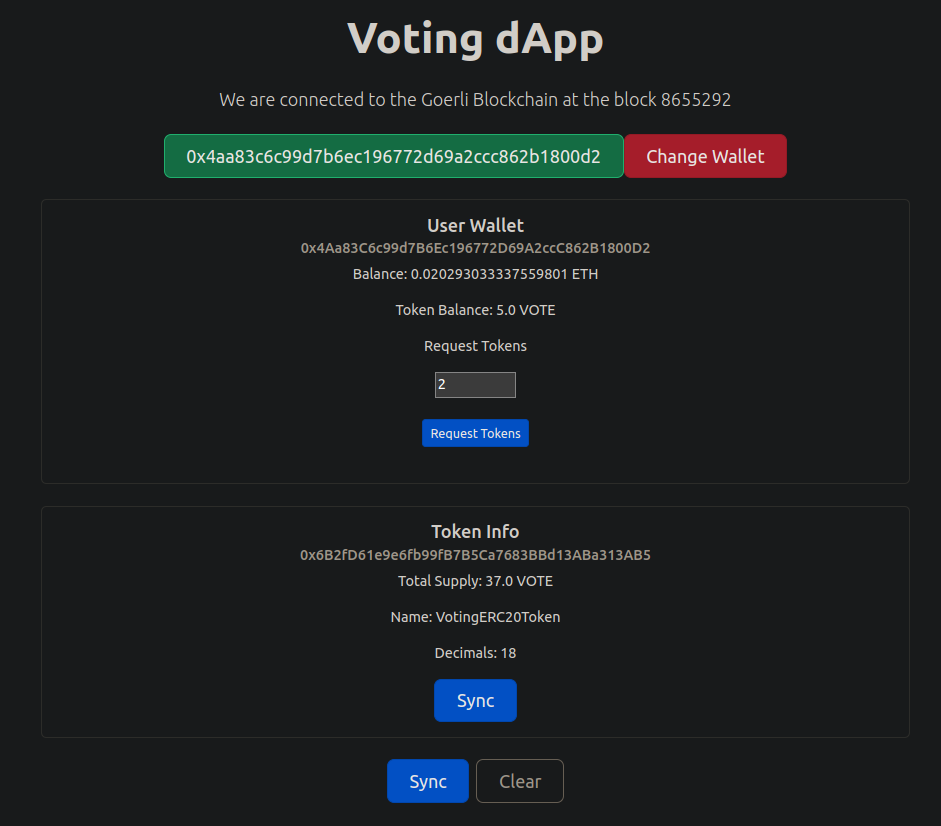 Voting dApp
We are connected to the Goerli Blockchain at the block 8655292
0x4aa83c6c99d7b6ec196772d69a2ccc862b1800d2 Change Wallet
User Wallet
0x4Aa83C6c99d7B6Ec196772D69A2ccC862B1800D2
Balance: 0.020293033337559801 ETH
Token Balance: 5.0 VOTE
Request Tokens
2
Request Tokens
Token Info
0x6B2fD61e9e6fb99fB7B5Ca7683BBd13ABa313AB5
Total Supply: 37.0 VOTE
Name: VotingERC20Token
Decimals: 18
Sync
Sync Clear